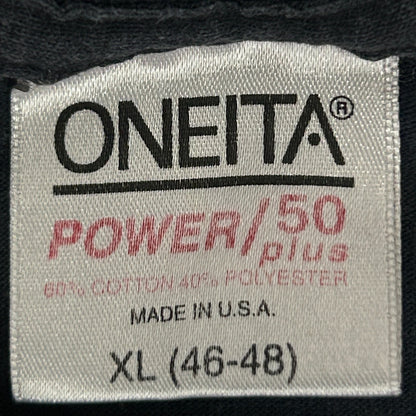 ONEITA®
POWER/50
plus
60% COTTON 40% POLYESTER
MADE IN U.S.A.
XL (46-48)